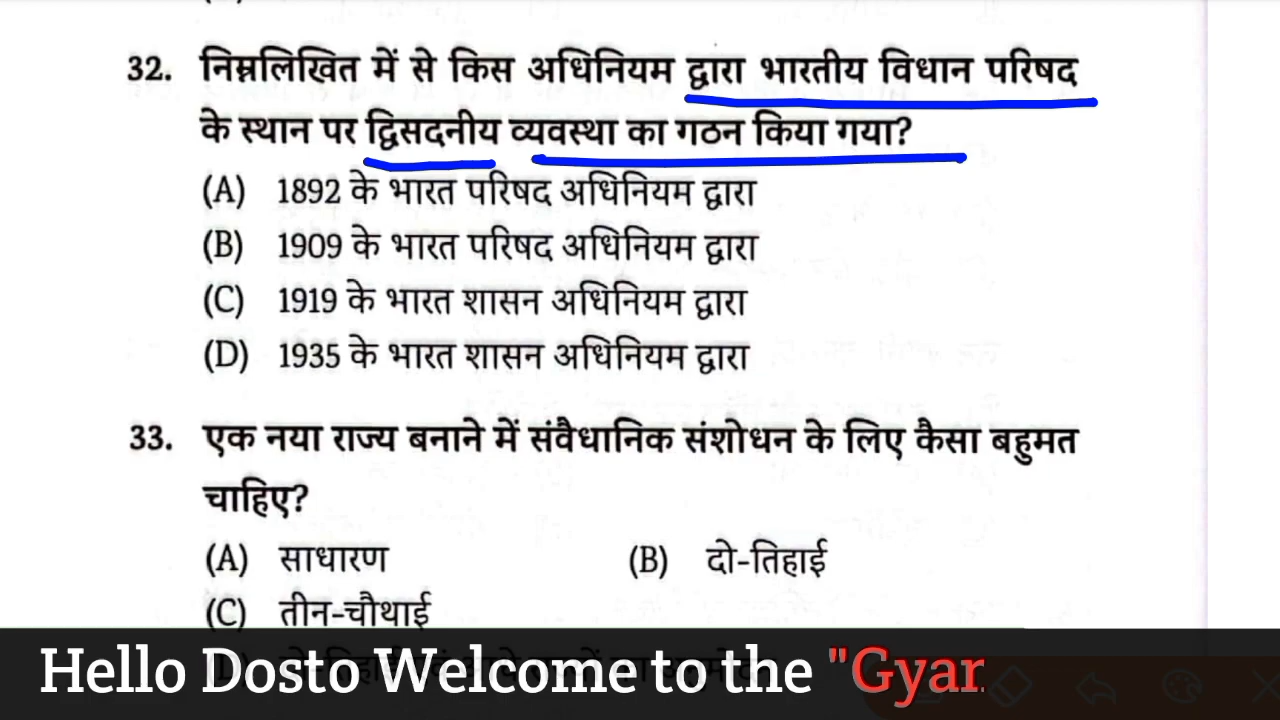 32. निम्नलिखित में से किस अधिनियम द्वारा भारतीय विधान परिषद
के स्थान पर द्विसदनीय व्यवस्था का गठन किया गया?
(A) 1892 के भारत परिषद अधिनियम द्वारा
(B) 1909 के भारत परिषद अधिनियम द्वारा
(C) 1919 के भारत शासन अधिनियम द्वारा
(D) 1935 के भारत शासन अधिनियम द्वारा
33. एक नया राज्य बनाने में संवैधानिक संशोधन के लिए कैसा बहुमत
चाहिए?
(A) साधारण (B) दो-तिहाई
(C) तीन-चौथाई
Hello Dosto Welcome to the "Gyar